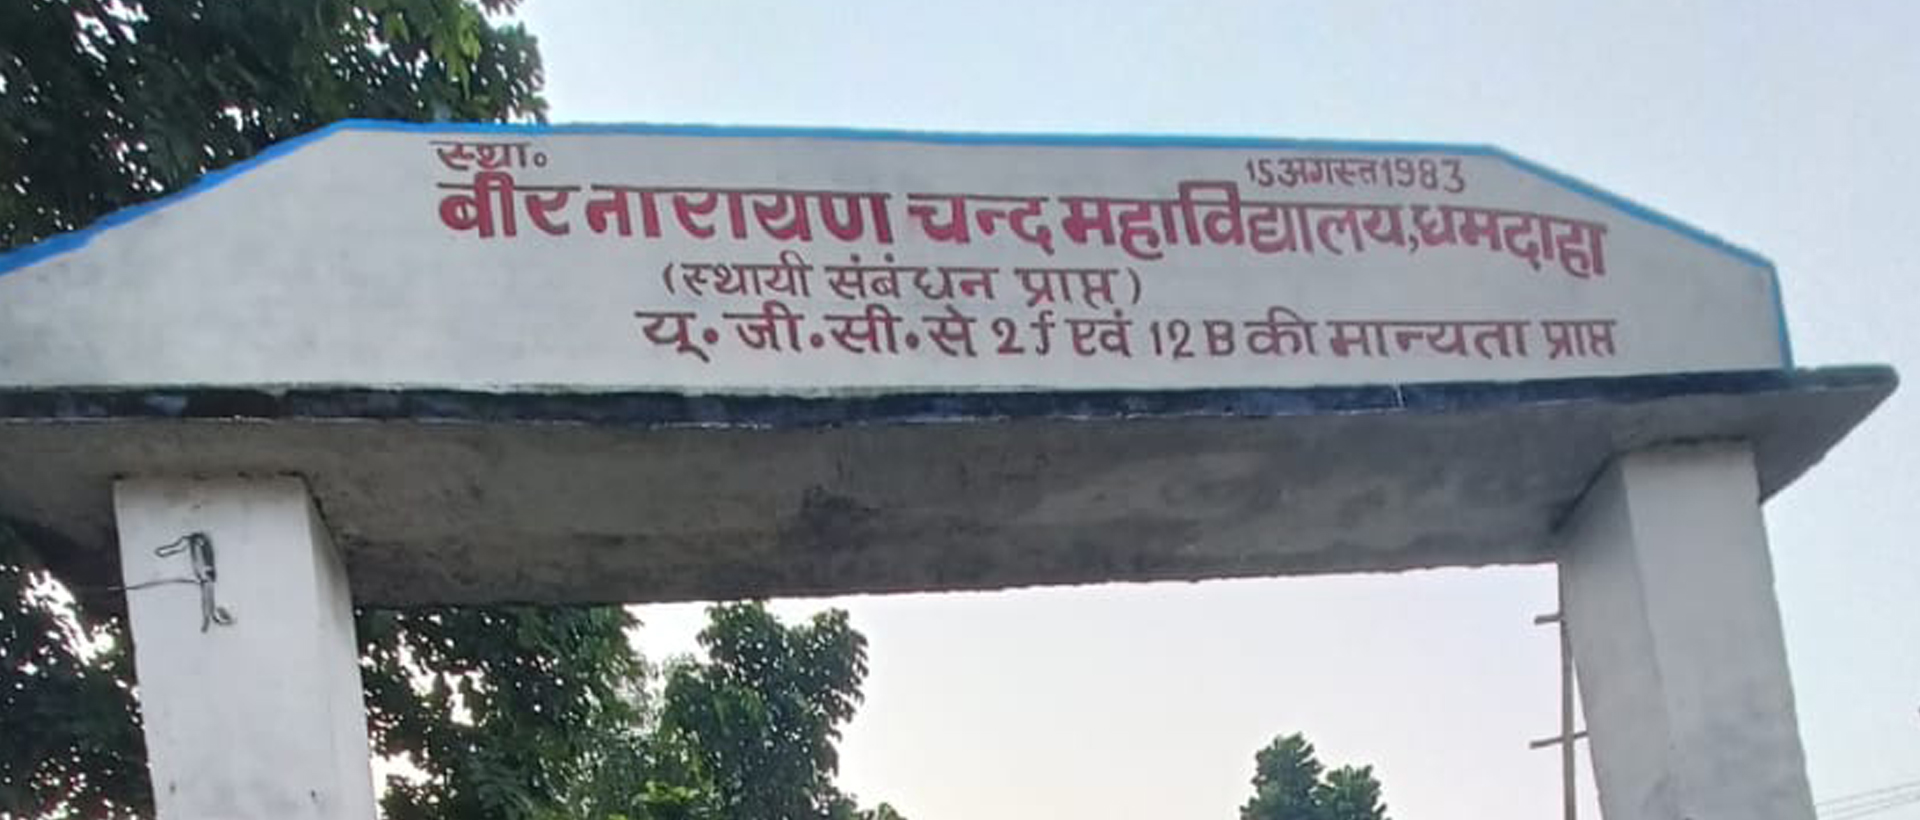 स्था० 15 अगस्त 1983
बीर नारायण चन्द महाविद्यालय, धमदाहा
(स्थायी संबंधन प्राप्त)
यू. जी. सी. से 2 f एवं 12 B की मान्यता प्राप्त